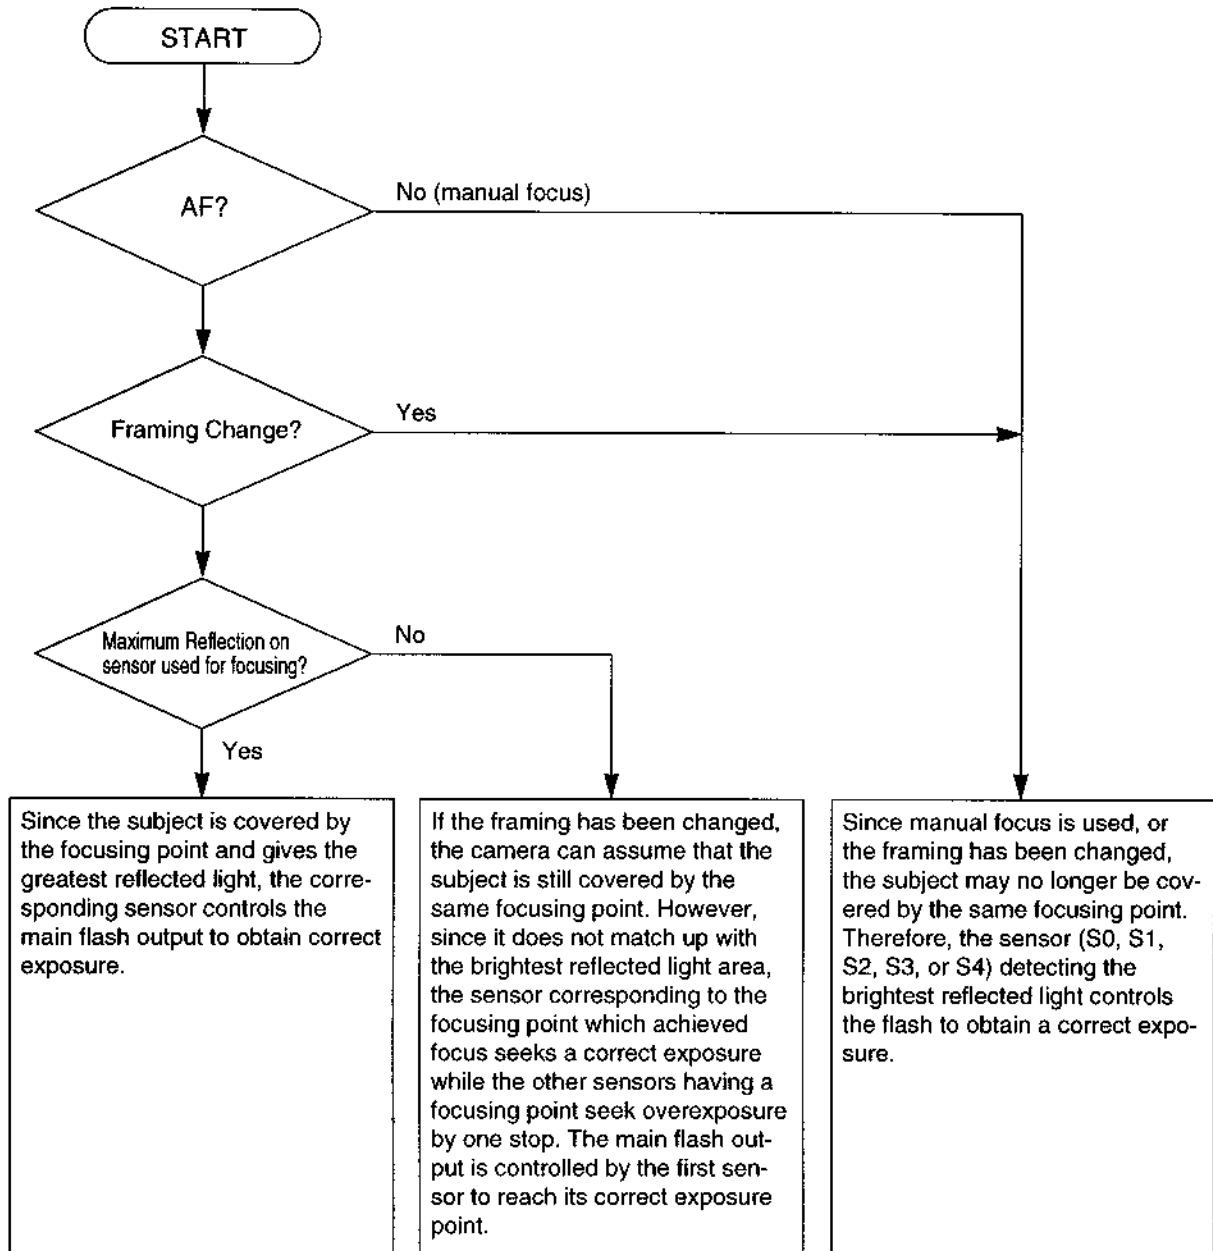 START
AF?
No (manual focus)
Framing Change?
Yes
Maximum Reflection on
sensor used for focusing?
No
Yes
Since the subject is covered by
the focusing point and gives the
greatest reflected light, the corre-
sponding sensor controls the
main flash output to obtain correct
exposure.
If the framing has been changed,
the camera can assume that the
subject is still covered by the
same focusing point. However,
since it does not match up with
the brightest reflected light area,
the sensor corresponding to the
focusing point which achieved
focus seeks a correct exposure
while the other sensors having a
focusing point seek overexposure
by one stop. The main flash out-
put is controlled by the first sen-
sor to reach its correct exposure
point.
Since manual focus is used, or
the framing has been changed,
the subject may no longer be cov-
ered by the same focusing point.
Therefore, the sensor (S0, S1,
S2, S3, or S4) detecting the
brightest reflected light controls
the flash to obtain a correct expo-
sure.